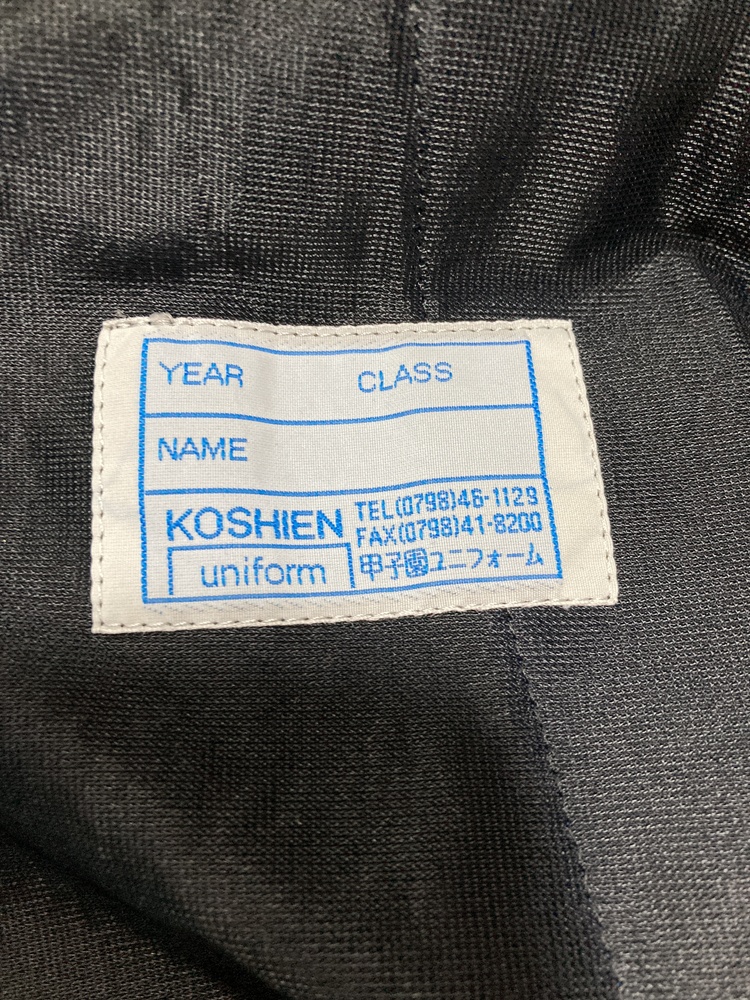 YEAR CLASS
NAME
KOSHIEN
uniform
TEL(0798)46-1129
FAX(0798)41-8200
甲子園ユニフォーム